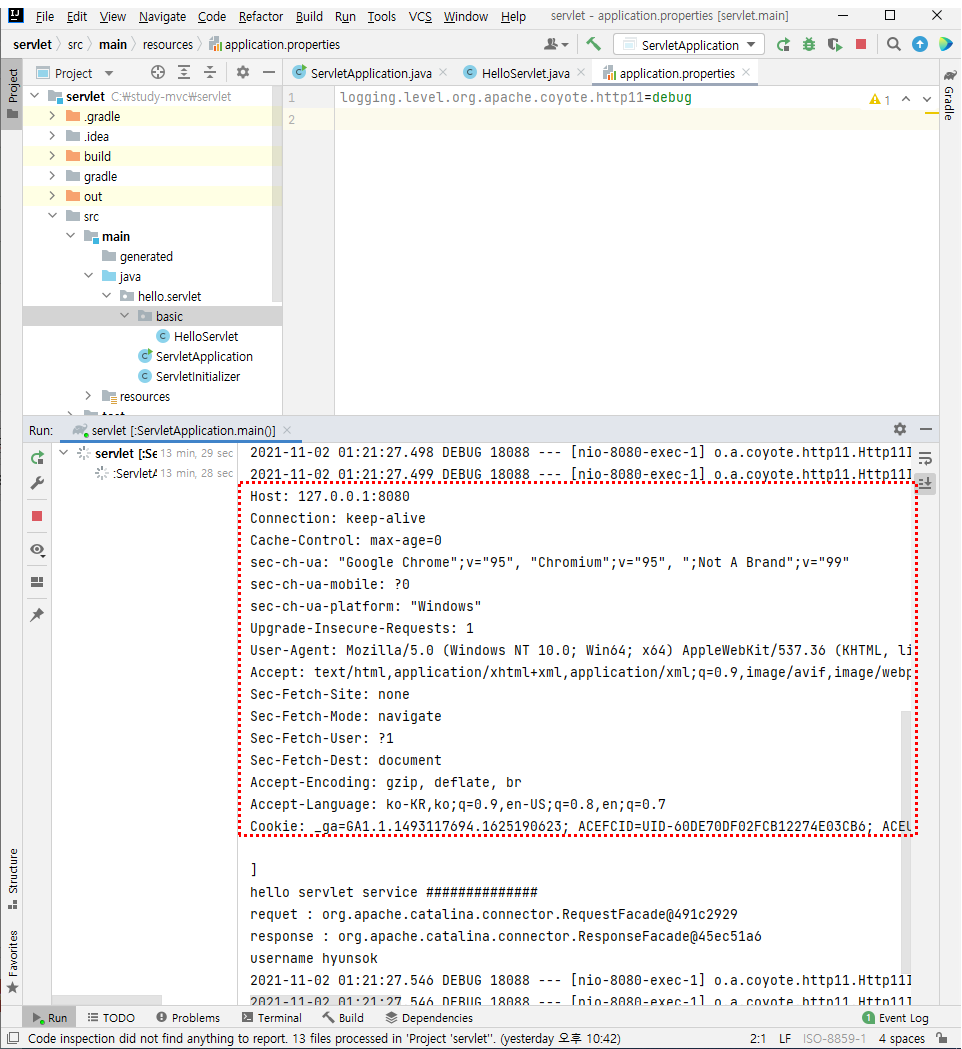 File Edit View Navigate Code Refactor Build Run Tools VCS Window Help servlet - application.properties [servlet.main]
servlet src main resources application.properties ServletApplication
Project ServletApplication.java HelloServlet.java application.properties
Project
Gradle
servlet C:₩study-mvc₩servlet
.gradle
.idea
build
gradle
out
src
main
generated
java
hello.servlet
basic
HelloServlet
ServletApplication
ServletInitializer
resources
test
1 logging.level.org.apache.coyote.http11=debug 1
2
Run: servlet [:ServletApplication.main()]
servlet [:Se 13 min, 29 sec
:ServletA 13 min, 28 sec
2021-11-02 01:21:27.498 DEBUG 18088 --- [nio-8080-exec-1] o.a.coyote.http11.Http11I
2021-11-02 01:21:27.499 DEBUG 18088 --- [nio-8080-exec-1] o.a.coyote.http11.Http11I
Host: 127.0.0.1:8080
Connection: keep-alive
Cache-Control: max-age=0
sec-ch-ua: "Google Chrome";v="95", "Chromium";v="95", ";Not A Brand";v="99"
sec-ch-ua-mobile: ?0
sec-ch-ua-platform: "Windows"
Upgrade-Insecure-Requests: 1
User-Agent: Mozilla/5.0 (Windows NT 10.0; Win64; x64) AppleWebKit/537.36 (KHTML, li
Accept: text/html,application/xhtml+xml,application/xml;q=0.9,image/avif,image/webp
Sec-Fetch-Site: none
Sec-Fetch-Mode: navigate
Sec-Fetch-User: ?1
Sec-Fetch-Dest: document
Accept-Encoding: gzip, deflate, br
Accept-Language: ko-KR,ko;q=0.9,en-US;q=0.8,en;q=0.7
Cookie: _ga=GA1.1.1493117694.1625190623; ACEFCID=UID-60DE70DF02FCB12274E03CB6; ACEU
]
hello servlet service ##############
requet : org.apache.catalina.connector.RequestFacade@491c2929
response : org.apache.catalina.connector.ResponseFacade@45ec51a6
username hyunsok
2021-11-02 01:21:27.546 DEBUG 18088 --- [nio-8080-exec-1] o.a.coyote.http11.Http11I
2021-11-02 01:21:27.546 DEBUG 18088 --- [nio-8080-exec-1] o.a.coyote.http11.Http11I
Structure
Favorites
Run TODO Problems Terminal Build Dependencies 1 Event Log
Code inspection did not find anything to report. 13 files processed in 'Project 'servlet''. (yesterday 오후 10:42) 2:1 LF ISO-8859-1 4 spaces